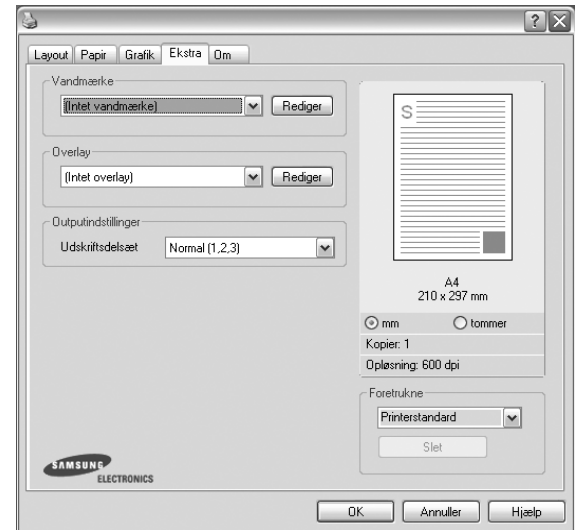 Layout Papir Grafik Ekstra Om
Vandmærke
(Intet vandmærke) Rediger
Overlay
(Intet overlay) Rediger
Outputindstillinger
Udskriftsdelsæt Normal (1,2,3)
S
A4
210 x 297 mm
mm tommer
Kopier: 1
Opløsning: 600 dpi
Foretrukne
Printerstandard
Slet
SAMSUNG
ELECTRONICS
OK Annuller Hjælp